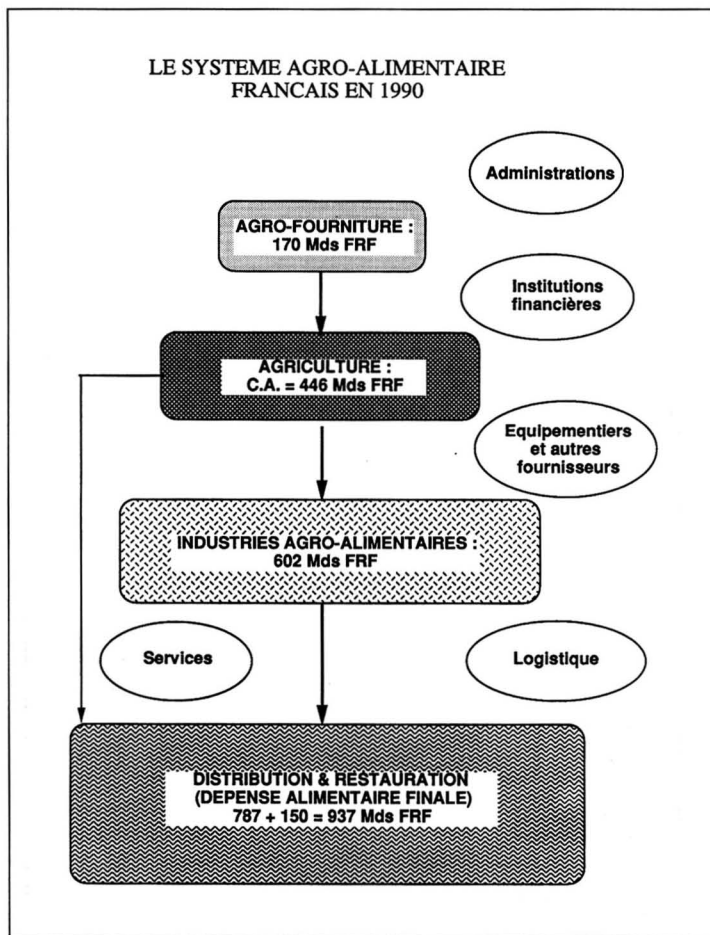 LE SYSTEME AGRO-ALIMENTAIRE
FRANCAIS EN 1990
Administrations
AGRO-FOURNITURE :
170 Mds FRF
Institutions
financières
AGRICULTURE :
C.A. = 446 Mds FRF
Equipementiers
et autres
fournisseurs
INDUSTRIES AGRO-ALIMENTAIRES :
602 Mds FRF
Services
Logistique
DISTRIBUTION & RESTAURATION
(DEPENSE ALIMENTAIRE FINALE)
787 + 150 = 937 Mds FRF